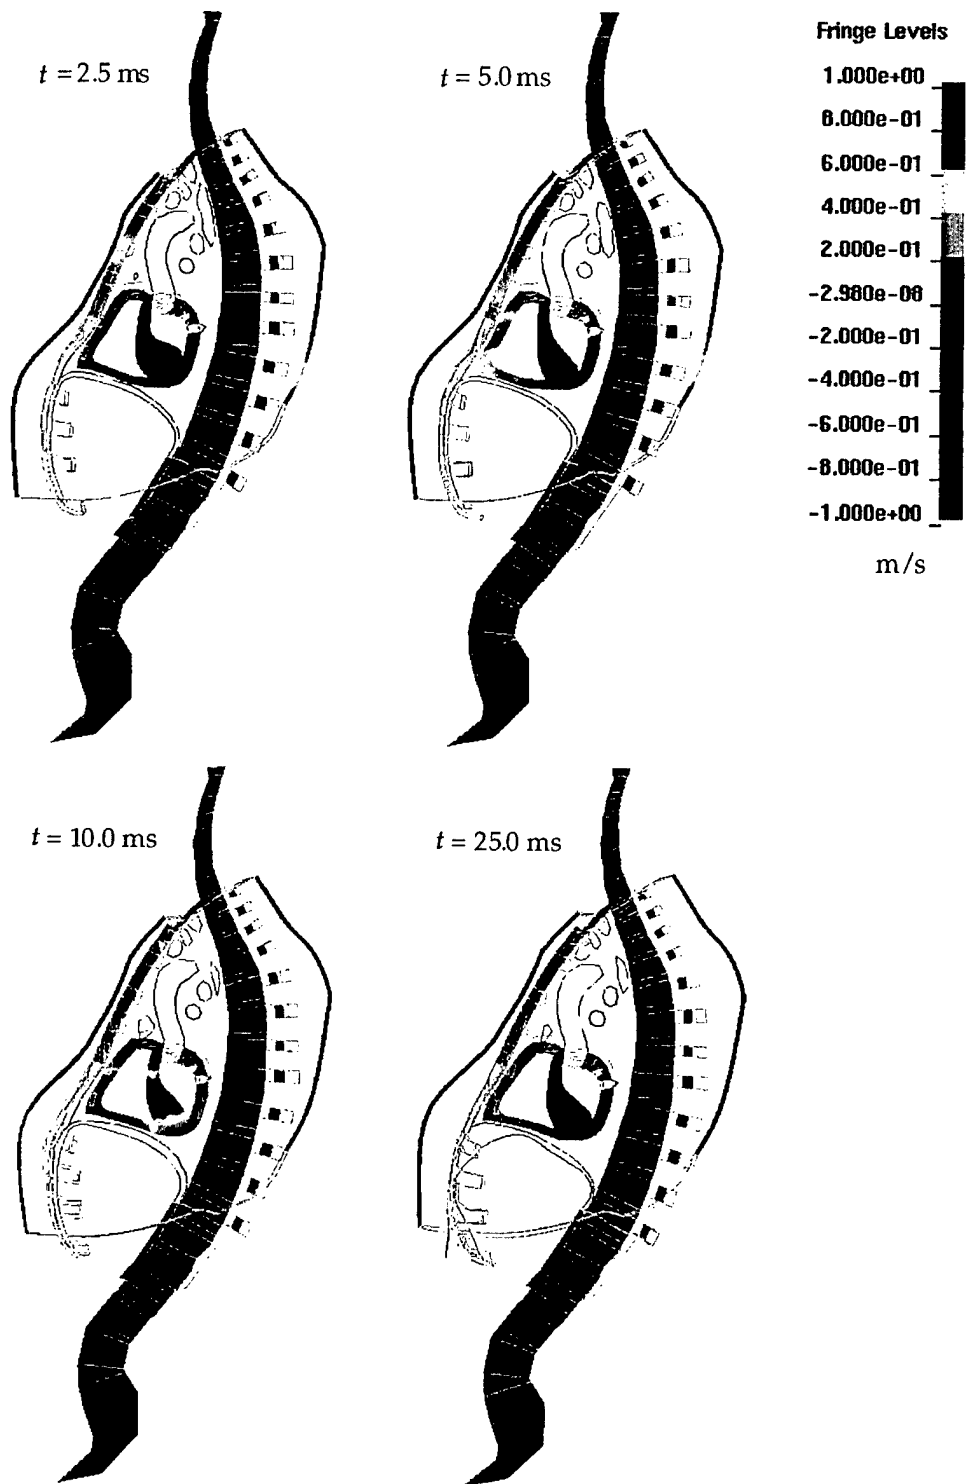 t = 2.5 ms
t = 5.0 ms
Fringe Levels
1.000e+00
8.000e-01
6.000e-01
4.000e-01
2.000e-01
-2.980e-08
-2.000e-01
-4.000e-01
-6.000e-01
-8.000e-01
-1.000e+00
m/s
t = 10.0 ms
t = 25.0 ms